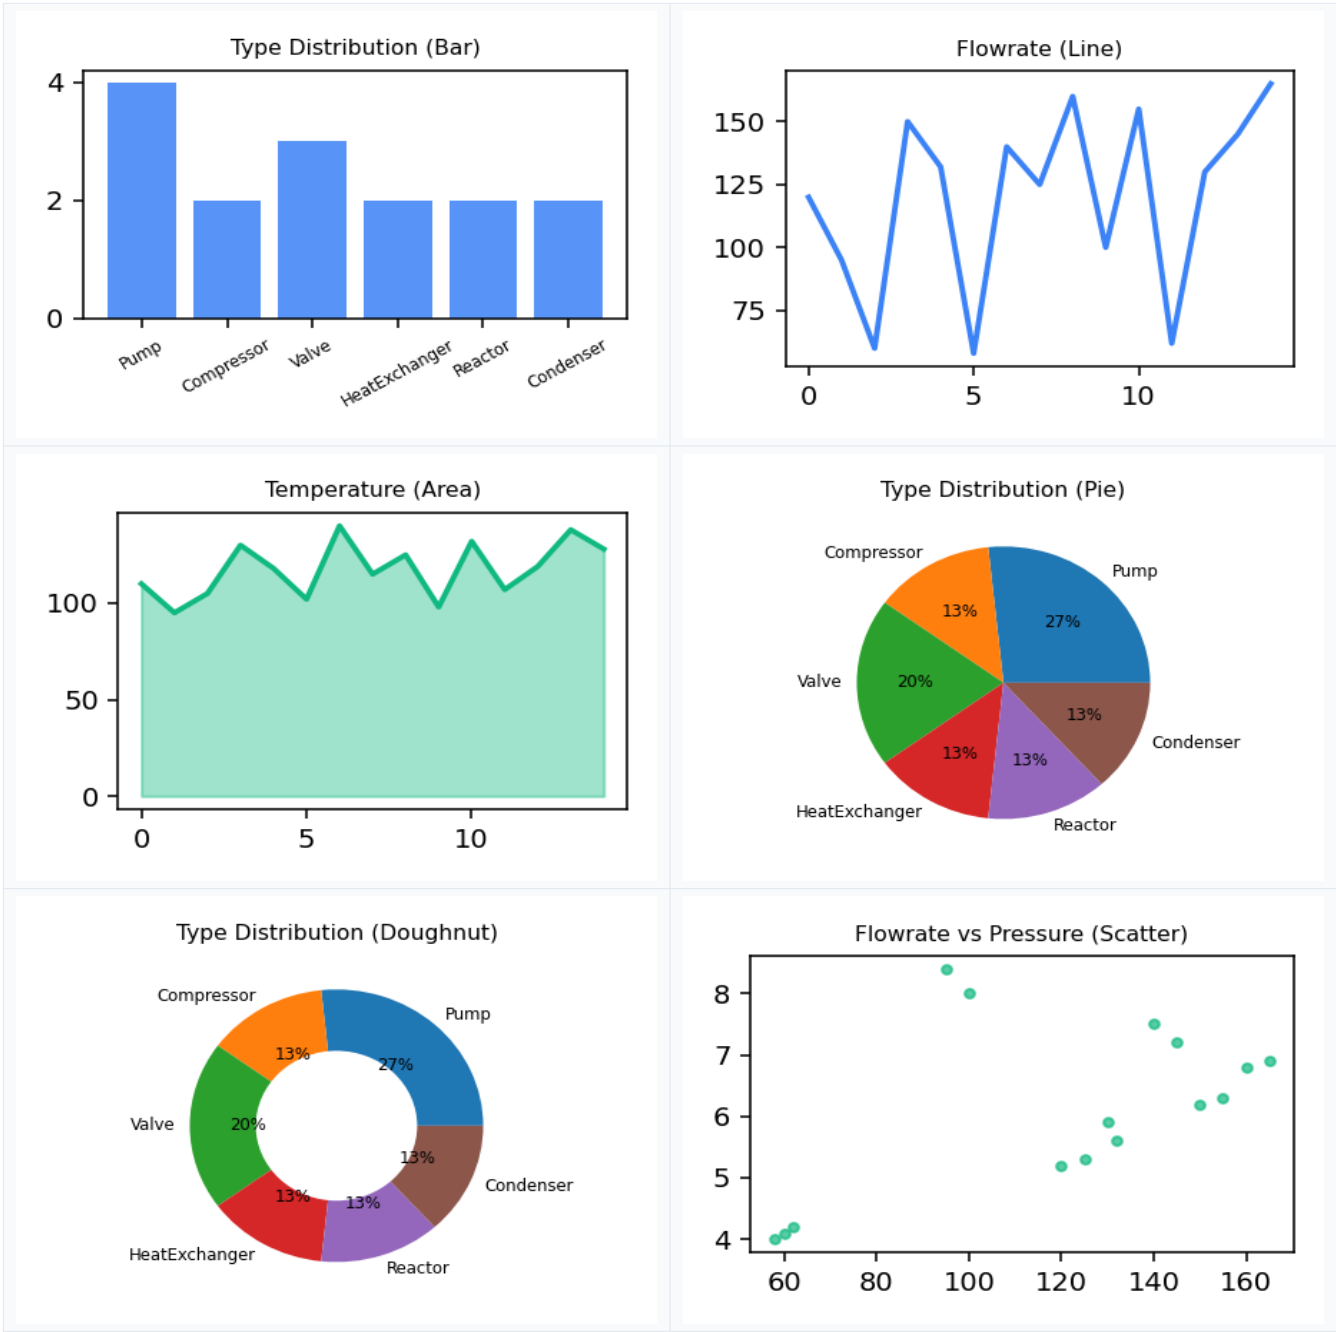 Type Distribution (Bar)
4
2
0
Pump
Compressor
Valve
HeatExchanger
Reactor
Condenser
Flowrate (Line)
150
125
100
75
0 5 10
Temperature (Area)
100
50
0
0 5 10
Type Distribution (Pie)
Compressor
Pump
13%
27%
Valve
20%
13%
Condenser
13%
13%
HeatExchanger
Reactor
Type Distribution (Doughnut)
Compressor
Pump
13%
27%
Valve
20%
13%
Condenser
13%
13%
HeatExchanger
Reactor
Flowrate vs Pressure (Scatter)
8
7
6
5
4
60 80 100 120 140 160